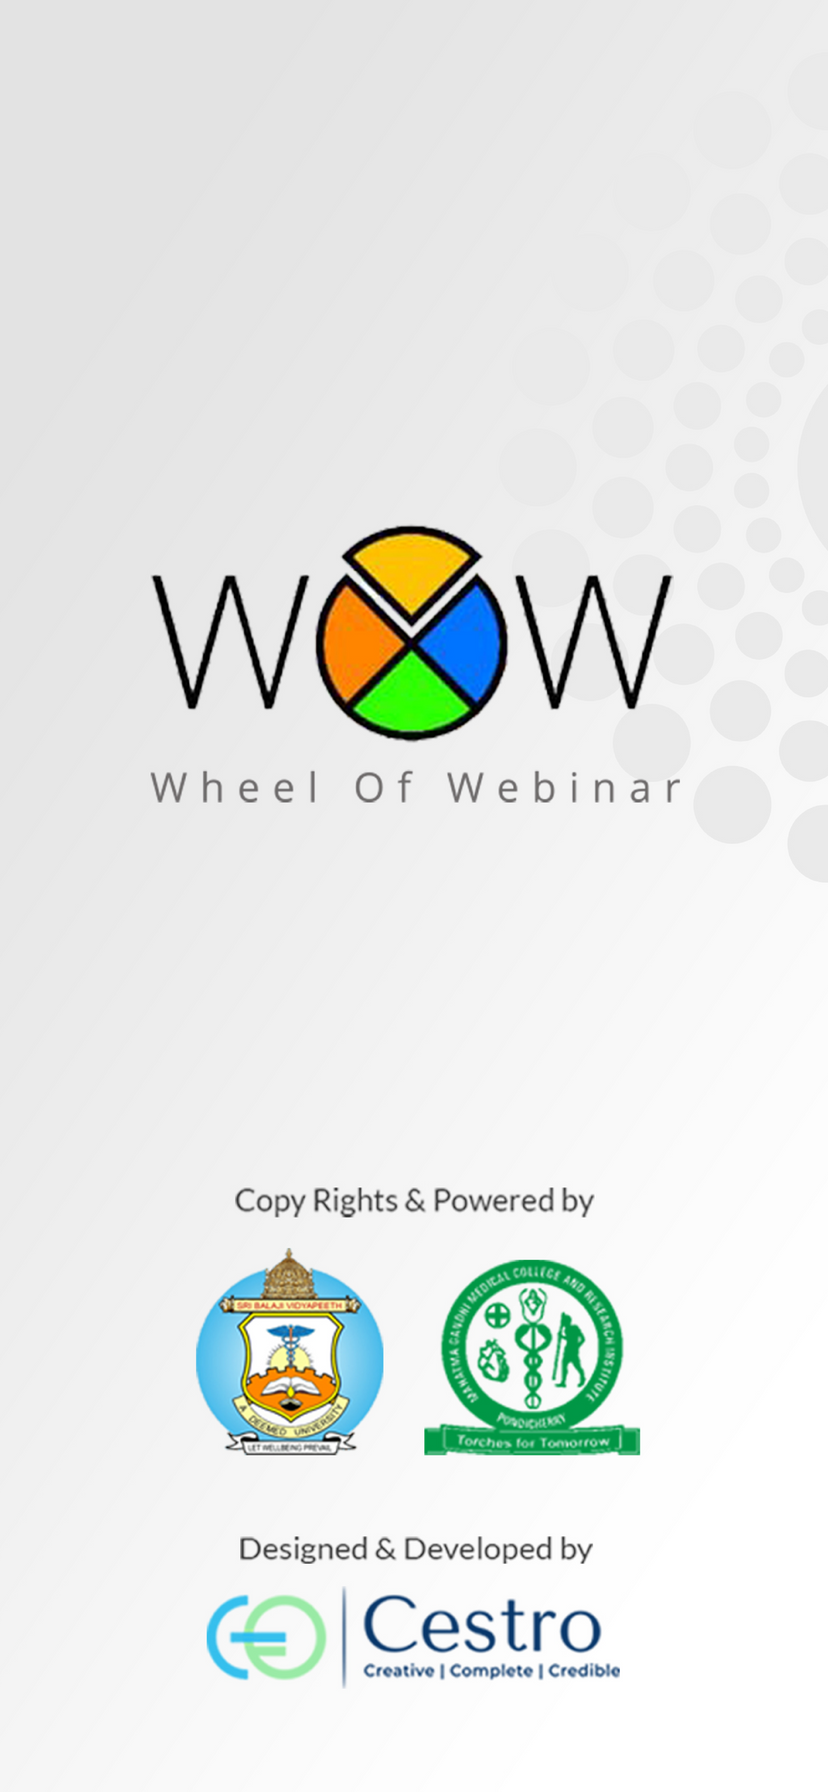 WOW
Wheel Of Webinar
Copy Rights & Powered by
SRI BALAJI VIDYAPEETH
A DEEMED UNIVERSITY
LET WELLBEING PREVAIL
MAHATMA GANDHI MEDICAL COLLEGE AND RESEARCH INSTITUTE
PONDICHERRY
Torches for Tomorrow
Designed & Developed by
Cestro
Creative | Complete | Credible